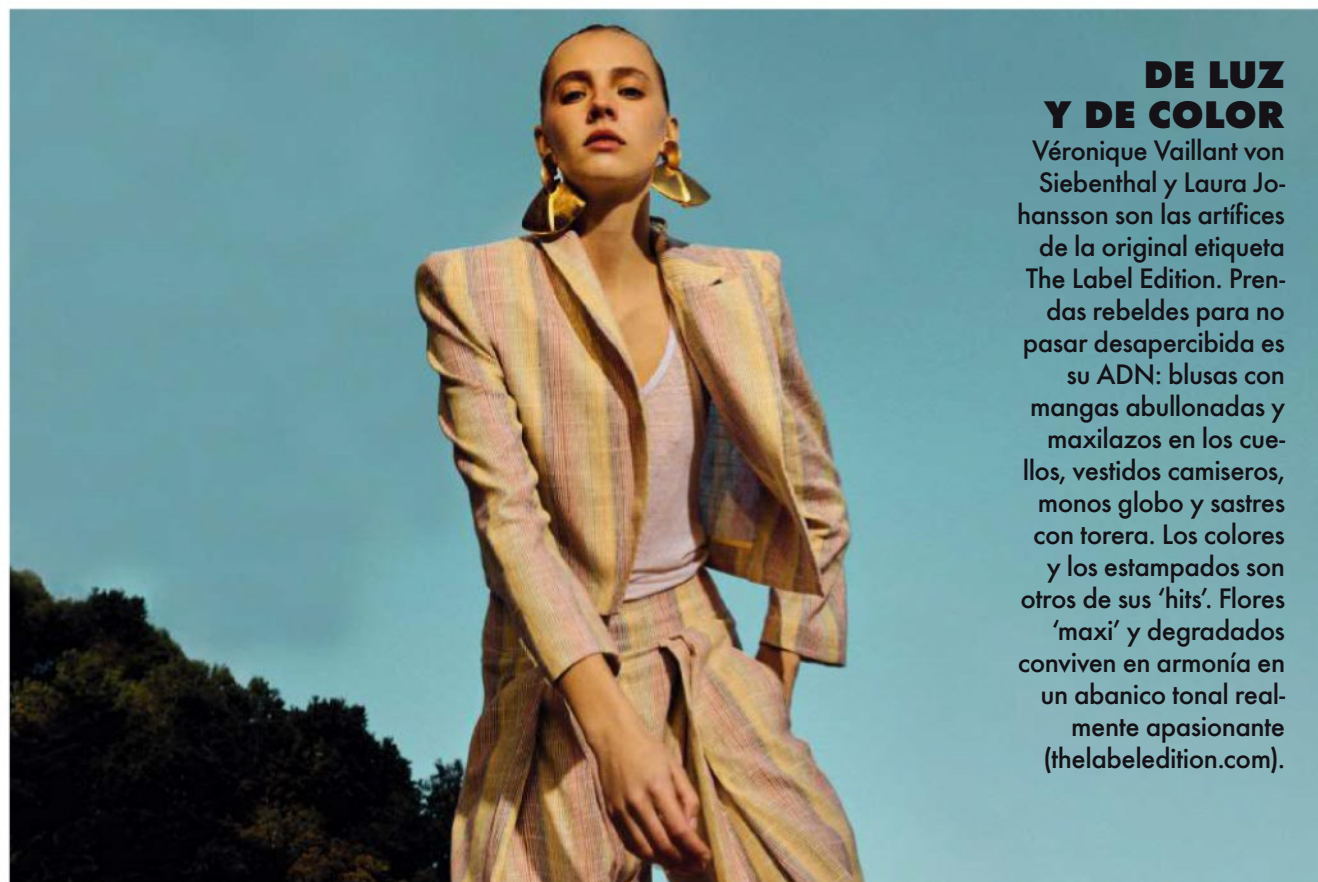 DE LUZ
Y DE COLOR
Véronique Vaillant von
Siebenthal y Laura Jo-
hansson son las artífices
de la original etiqueta
The Label Edition. Pren-
das rebeldes para no
pasar desapercibida es
su ADN: blusas con
mangas abullonadas y
maxilazos en los cue-
llos, vestidos camiseros,
monos globo y sastres
con torera. Los colores
y los estampados son
otros de sus ‘hits’. Flores
‘maxi’ y degradados
conviven en armonía en
un abanico tonal real-
mente apasionante
(thelabeledition.com).